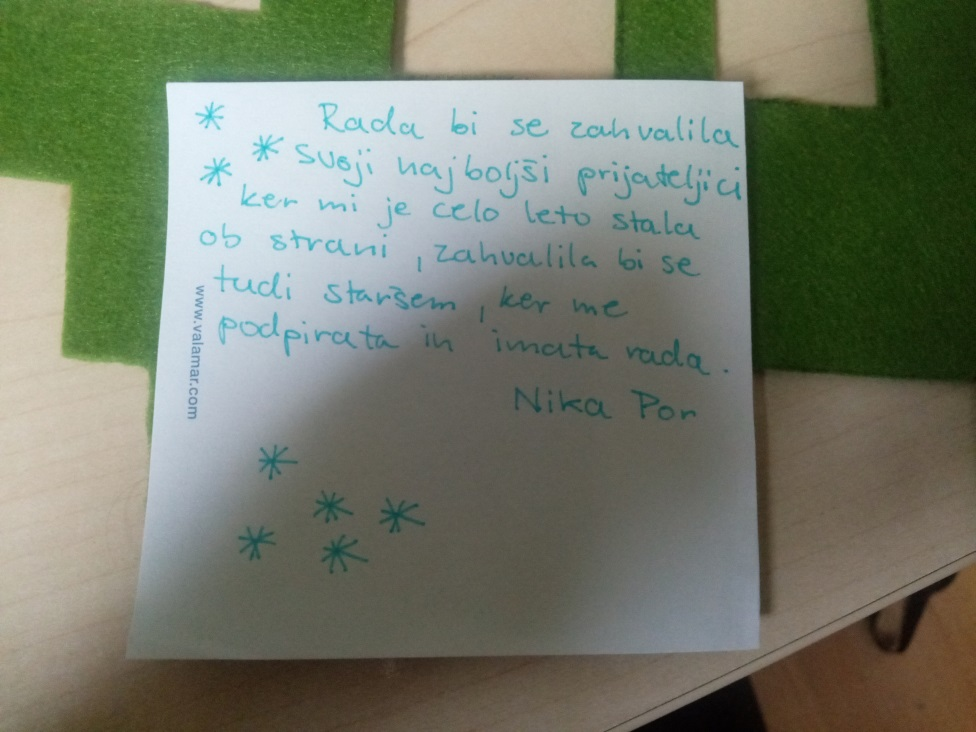 Rada bi se zahvalila
svoji najboljši prijateljici
ker mi je celo leto stala
ob strani, zahvalila bi se
tudi staršem, ker me
podpirata in imata rada.
Nika Por
www.valamar.com